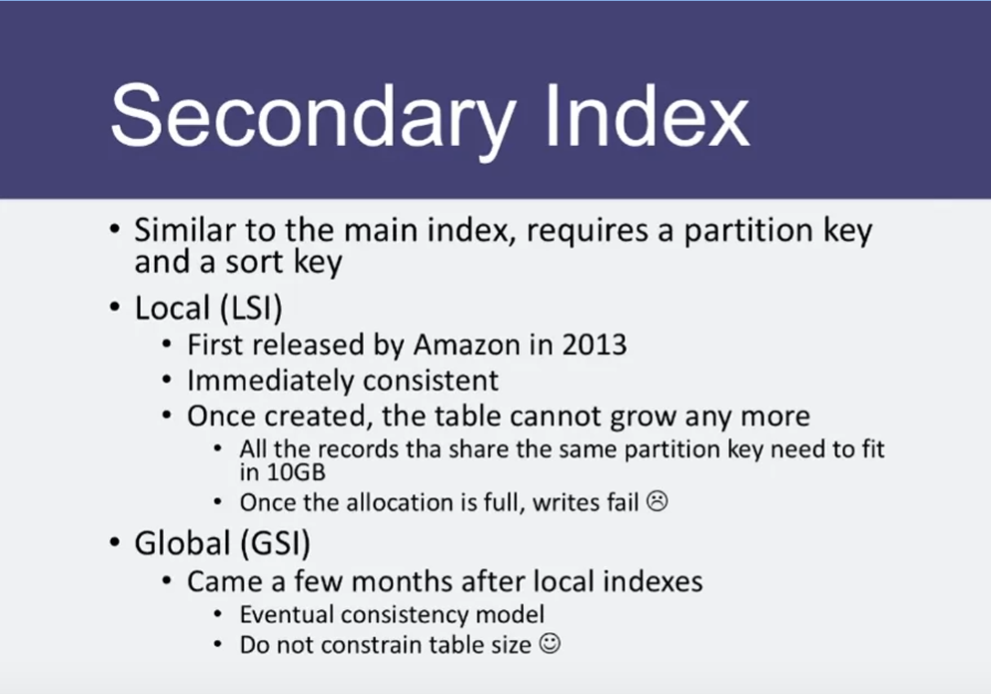 Secondary Index
• Similar to the main index, requires a partition key
and a sort key
• Local (LSI)
• First released by Amazon in 2013
• Immediately consistent
• Once created, the table cannot grow any more
• All the records tha share the same partition key need to fit
in 10GB
• Once the allocation is full, writes fail ☹
• Global (GSI)
• Came a few months after local indexes
• Eventual consistency model
• Do not constrain table size ☺